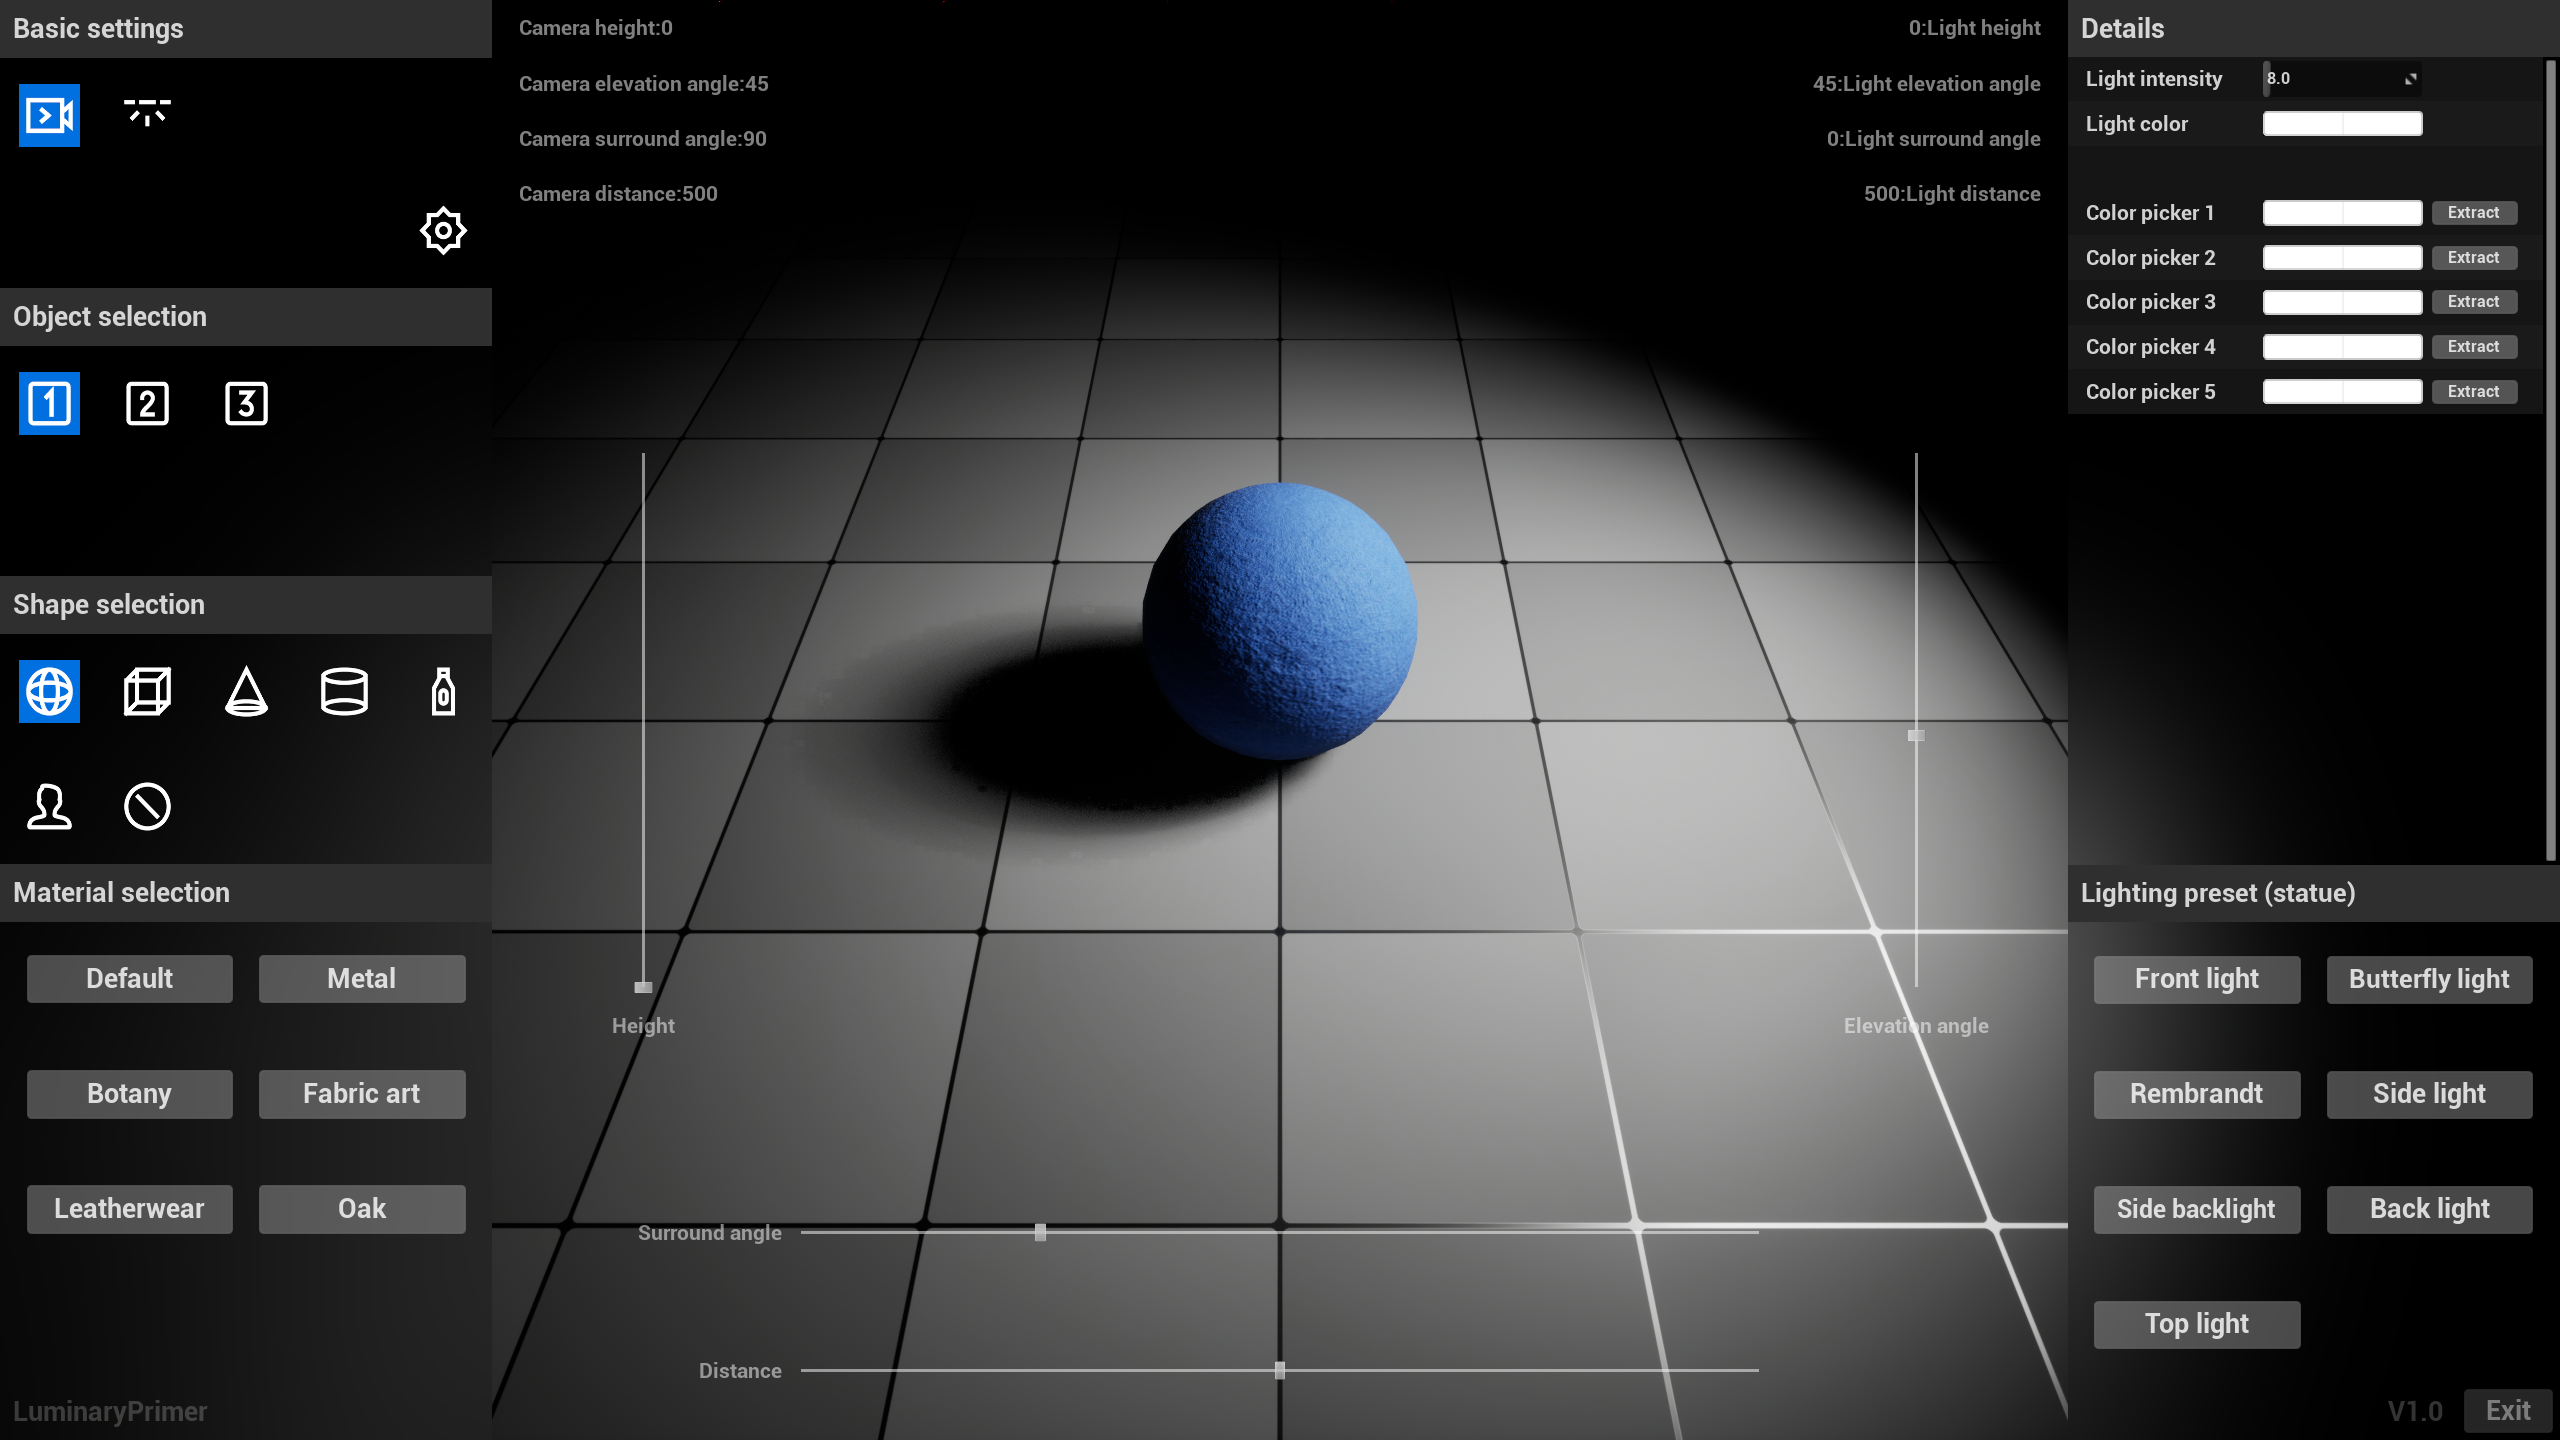 Basic settings
Object selection
1 2 3
Shape selection
Material selection
Default Metal
Botany Fabric art
Leatherwear Oak
LuminaryPrimer
Camera height:0
Camera elevation angle:45
Camera surround angle:90
Camera distance:500
0:Light height
45:Light elevation angle
0:Light surround angle
500:Light distance
Height
Elevation angle
Surround angle
Distance
Details
Light intensity 8.0
Light color
Color picker 1 Extract
Color picker 2 Extract
Color picker 3 Extract
Color picker 4 Extract
Color picker 5 Extract
Lighting preset (statue)
Front light Butterfly light
Rembrandt Side light
Side backlight Back light
Top light
V1.0 Exit